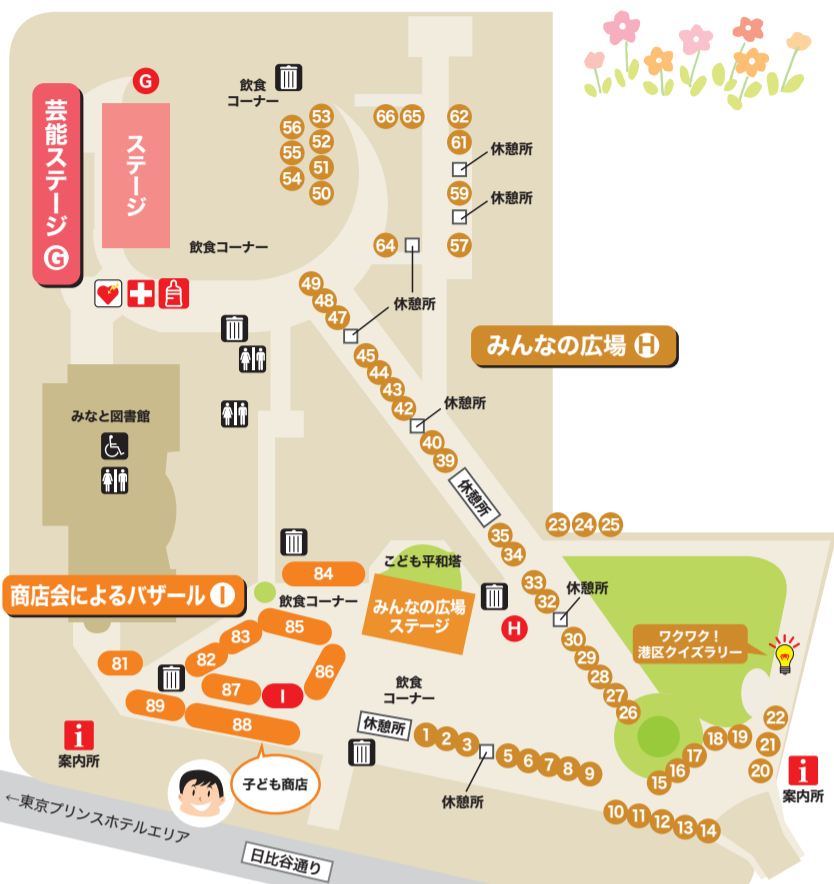 G
芸能ステージ G
ステージ
飲食
コーナー
53
56
52
55
51
54
50
66
65
62
61
休憩所
59
休憩所
飲食コーナー
64
57
休憩所
49
48
47
45
44
43
42
休憩所
40
39
休憩所
みんなの広場 H
みなと図書館
35
34
23
24
25
33
32
休憩所
30
29
28
27
26
こども平和塔
みんなの広場
ステージ
H
ワクワク!
港区クイズラリー
商店会によるバザール I
84
飲食コーナー
85
83
82
81
86
87
I
89
88
子ども商店
i
案内所
飲食
コーナー
休憩所
1
2
3
休憩所
5
6
7
8
9
10
11
12
13
14
15
16
17
18
19
22
21
20
i
案内所
←東京プリンスホテルエリア
日比谷通り